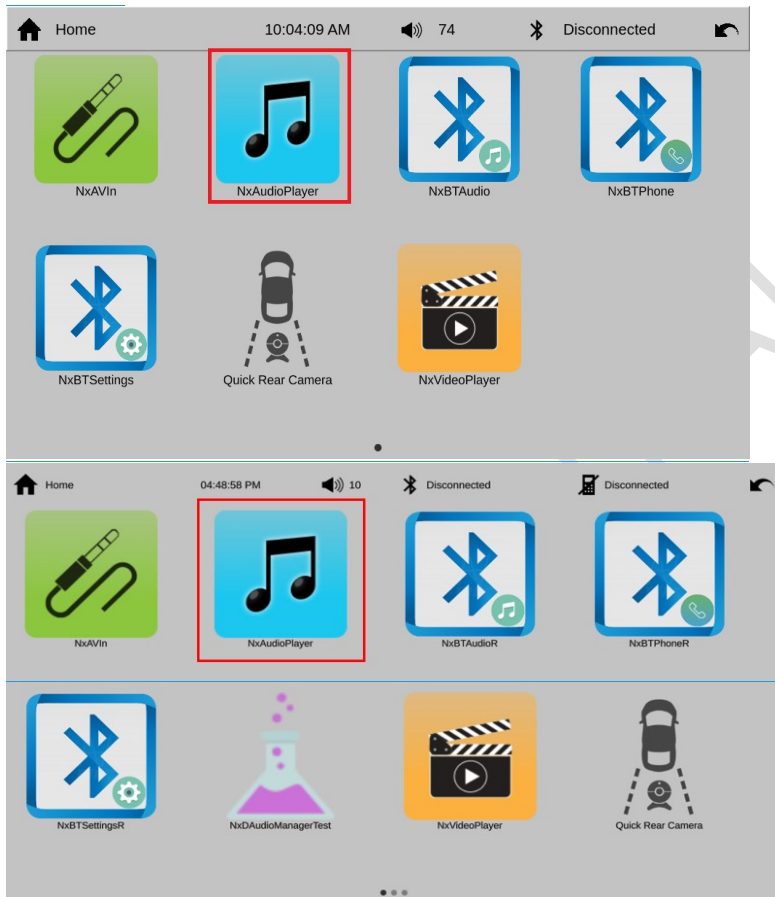 Home 10:04:09 AM 74 Disconnected
NxAVIn NxAudioPlayer NxBTAudio NxBTPhone
NxBTSettings Quick Rear Camera NxVideoPlayer
Home 04:48:58 PM 10 Disconnected Disconnected
NxAVIn NxAudioPlayer NxBTAudioR NxBTPhoneR
NxBTSettingsR NxDAudioManagerTest NxVideoPlayer Quick Rear Camera